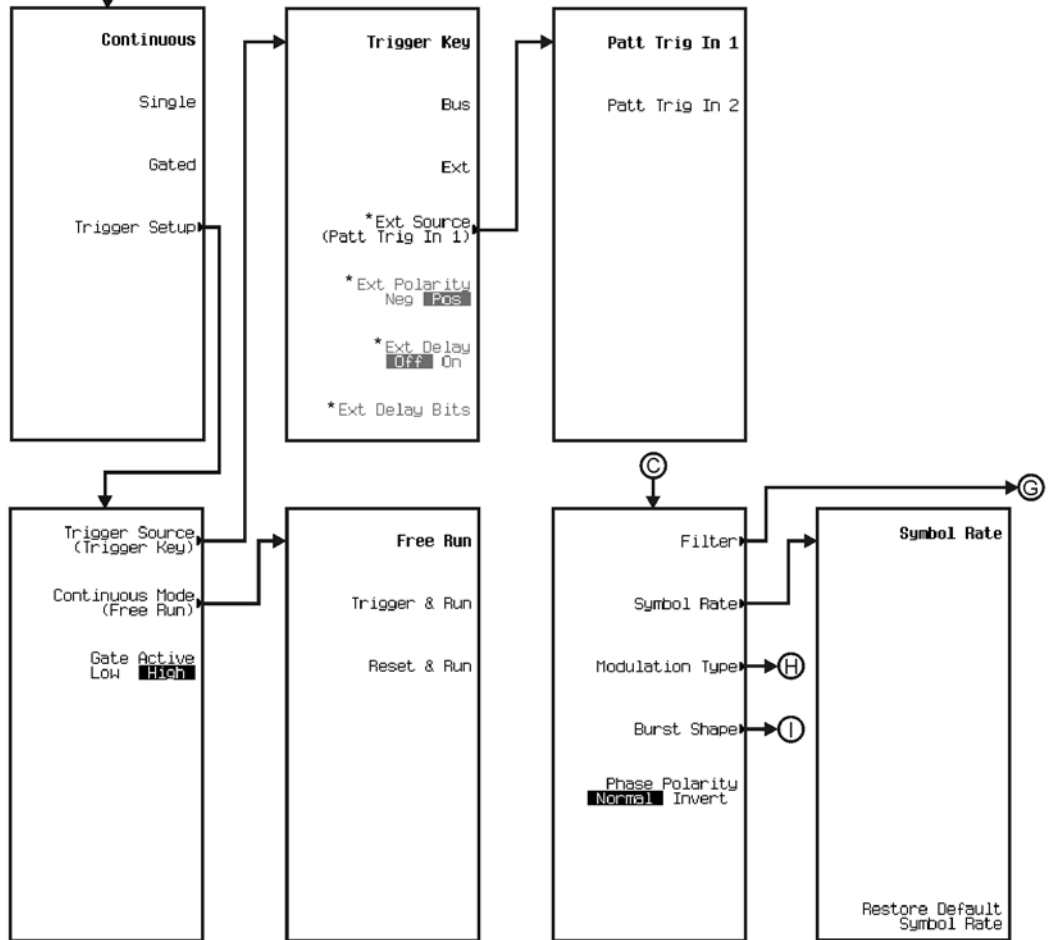 Continuous
Single
Gated
Trigger Setup
Trigger Key
Bus
Ext
*Ext Source
(Patt Trig In 1)
*Ext Polarity
Neg Pos
*Ext Delay
Off On
*Ext Delay Bits
Patt Trig In 1
Patt Trig In 2
Trigger Source
(Trigger Key)
Continuous Mode
(Free Run)
Gate Active
Low High
Free Run
Trigger & Run
Reset & Run
C
Filter
G
Symbol Rate
Modulation Type
H
Burst Shape
I
Phase Polarity
Normal Invert
Symbol Rate
Restore Default
Symbol Rate